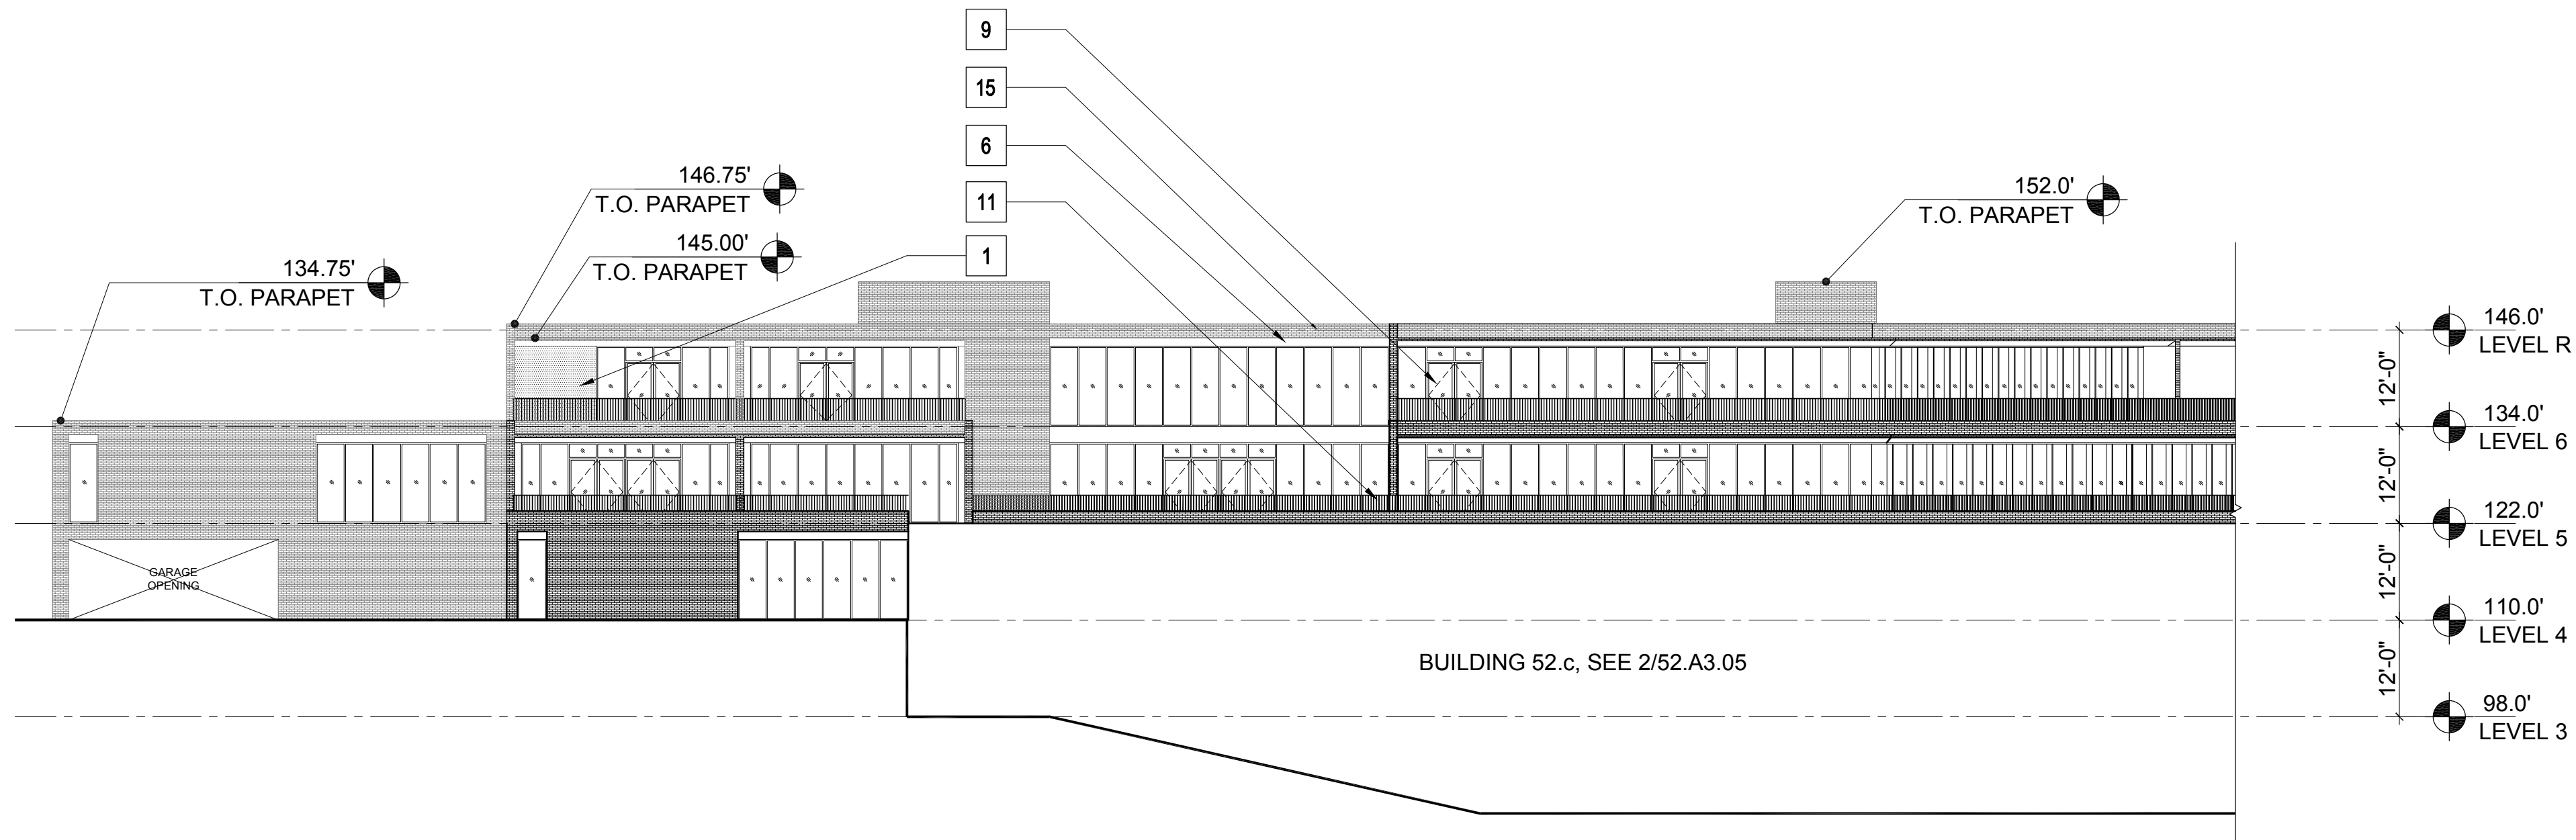 9
15
6
11
1
146.75'
T.O. PARAPET
145.00'
T.O. PARAPET
134.75'
T.O. PARAPET
152.0'
T.O. PARAPET
146.0'
LEVEL R
12'-0"
134.0'
LEVEL 6
12'-0"
122.0'
LEVEL 5
12'-0"
110.0'
LEVEL 4
12'-0"
98.0'
LEVEL 3
GARAGE
OPENING
BUILDING 52.c, SEE 2/52.A3.05